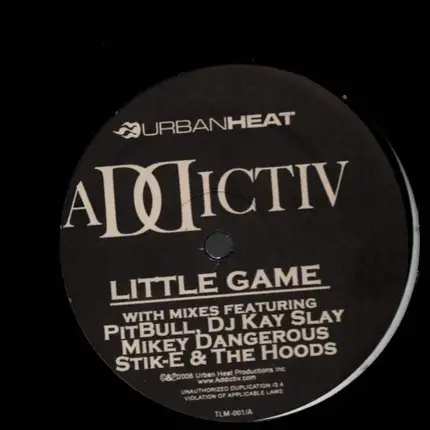 URBANHEAT
ADDICTIV
LITTLE GAME
WITH MIXES FEATURING
PITBULL, DJ KAY SLAY
MIKEY DANGEROUS
STIK-E & THE HOODS
©&℗2006 Urban Heat Productions Inc
www.Addictiv.com
UNAUTHORIZED DUPLICATION IS A
VIOLATION OF APPLICABLE LAWS
TLM-001/A